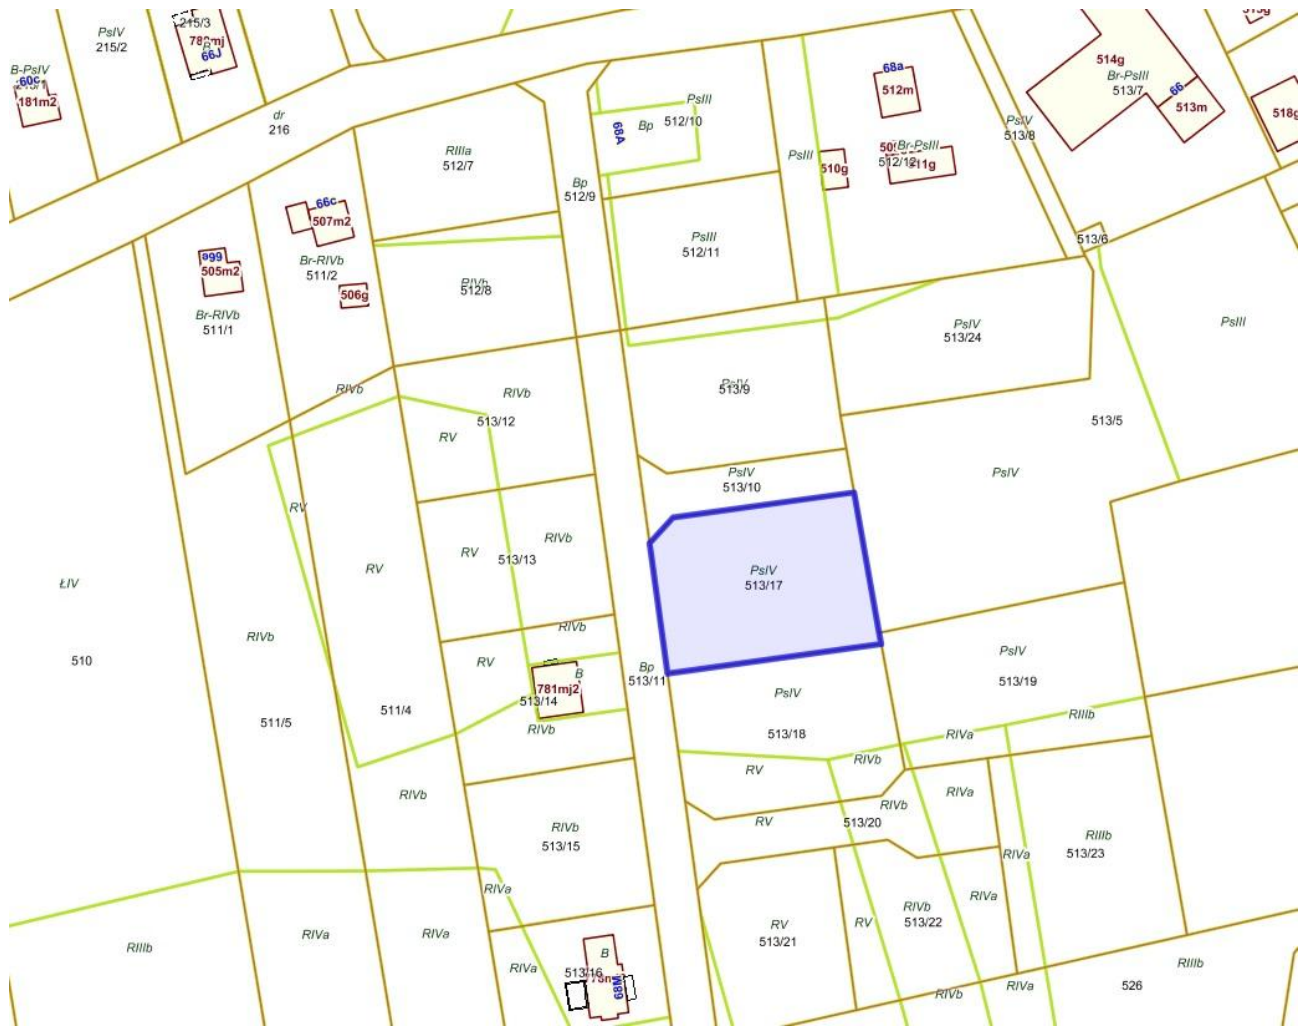 215/3
PsIV
215/2
B
66J
B-PsIV
60c
181m2
dr
216
RIIIa
512/7
Bp
512/9
68A
Bp
PsIII
512/10
PsIII
510g
68a
512m
Br-PsIII
512/12
PsIV
513/8
514g
Br-PsIII
513/7
66
513m
518g
66c
507m2
Br-RIVb
511/2
506g
505m2
Br-RIVb
511/1
512/8
PsIII
512/11
513/6
PsIII
PsIV
513/24
RIVb
RIVb
513/12
RV
513/9
513/5
PsIV
PsIV
513/10
RV
RV
RIVb
513/13
RV
PsIV
513/17
ŁIV
510
RIVb
RIVb
RV
B
781mj2
513/14
RIVb
Bp
513/11
PsIV
513/19
PsIV
513/18
511/5
511/4
RIIIb
RIVa
RIVb
RV
RIVb
RIVb
RIVa
RV
513/20
RIVb
513/15
RIIIb
513/23
RIVa
RIVa
RIVa
RIVb
513/22
RV
RV
513/21
RIIIb
RIVa
RIVa
RIVa
B
513/16
68M
RIIIb
526
RIVa
RIVb